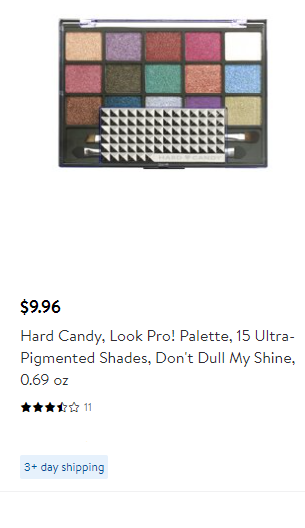 HARD CANDY
$9.96
Hard Candy, Look Pro! Palette, 15 Ultra-
Pigmented Shades, Don't Dull My Shine,
0.69 oz
11
3+ day shipping